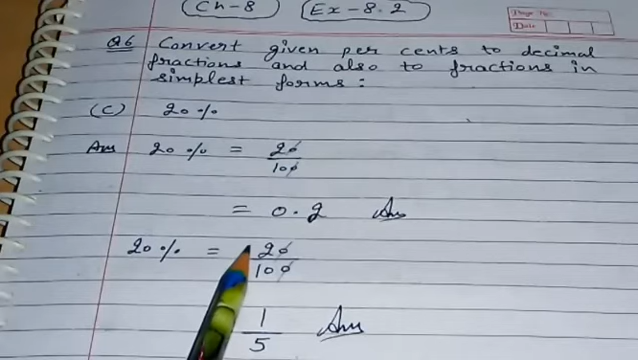 Ch-8 Ex-8.2
Page No.
Date
Q6 Convert given per cents to decimal
fractions and also to fractions in
simplest forms :
(C) 20%
Ans 20% = 20/100
= 0.2 Ans
20% = 20/100
1/5 Ans